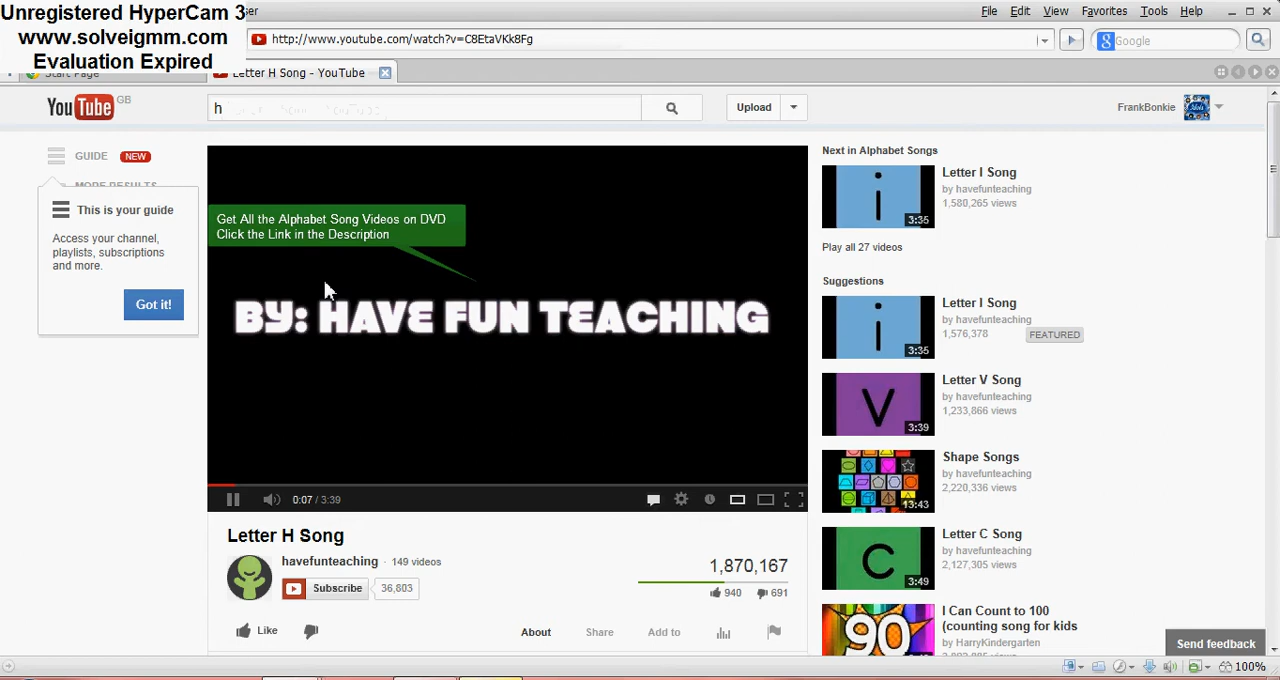 Unregistered HyperCam 3
www.solveigmm.com
Evaluation Expired
File Edit View Favorites Tools Help
http://www.youtube.com/watch?v=C8EtaVKk8Fg
Google
Start Page
Letter H Song - YouTube
YouTube GB
h
Upload
FrankBonkie
GUIDE NEW
MORE RESULTS
This is your guide
Access your channel,
playlists, subscriptions
and more.
Got it!
Get All the Alphabet Song Videos on DVD
Click the Link in the Description
BY: HAVE FUN TEACHING
0:07 / 3:39
Letter H Song
havefunteaching · 149 videos
Subscribe 36,803
1,870,167
940 691
Like
About Share Add to
Next in Alphabet Songs
i
3:35
Letter I Song
by havefunteaching
1,580,265 views
Play all 27 videos
Suggestions
i
3:35
Letter I Song
by havefunteaching
1,576,378
FEATURED
V
3:39
Letter V Song
by havefunteaching
1,233,866 views
13:43
Shape Songs
by havefunteaching
2,220,336 views
C
3:49
Letter C Song
by havefunteaching
2,127,305 views
90
I Can Count to 100
(counting song for kids
by HarryKindergarten
Send feedback
100%